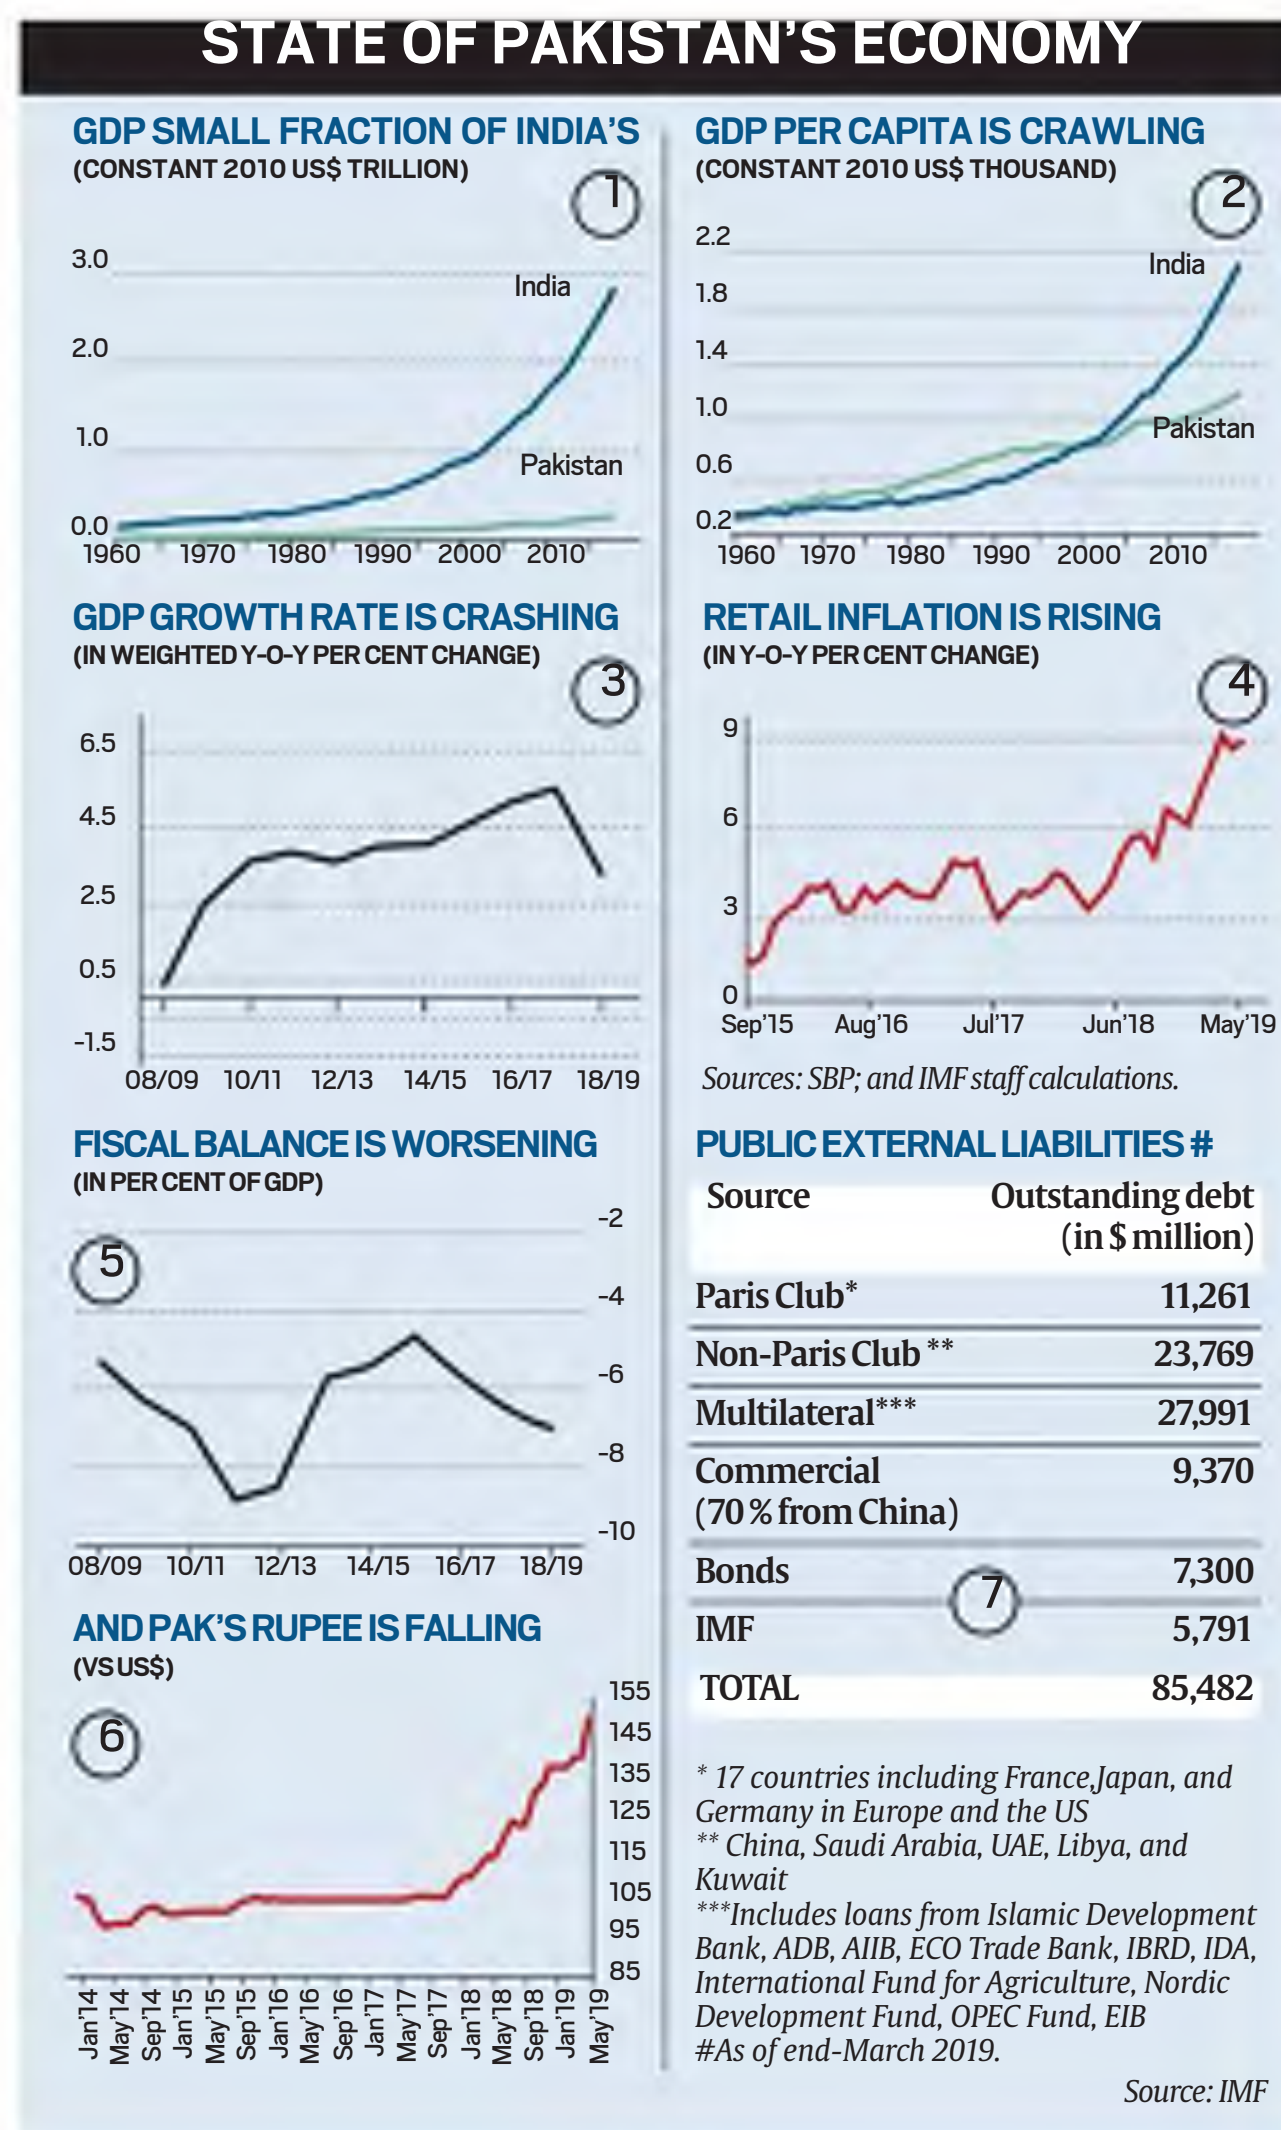 STATE OF PAKISTAN'S ECONOMY
GDP SMALL FRACTION OF INDIA'S
(CONSTANT 2010 US$ TRILLION)
1
3.0
2.0
1.0
0.0
India
Pakistan
1960 1970 1980 1990 2000 2010
GDP PER CAPITA IS CRAWLING
(CONSTANT 2010 US$ THOUSAND)
2
2.2
1.8
1.4
1.0
0.6
0.2
India
Pakistan
1960 1970 1980 1990 2000 2010
GDP GROWTH RATE IS CRASHING
(IN WEIGHTED Y-O-Y PER CENT CHANGE)
3
6.5
4.5
2.5
0.5
-1.5
08/09 10/11 12/13 14/15 16/17 18/19
RETAIL INFLATION IS RISING
(IN Y-O-Y PER CENT CHANGE)
4
9
6
3
0
Sep'15 Aug'16 Jul'17 Jun'18 May'19
Sources: SBP; and IMF staff calculations.
FISCAL BALANCE IS WORSENING
(IN PER CENT OF GDP)
5
-2
-4
-6
-8
-10
08/09 10/11 12/13 14/15 16/17 18/19
AND PAK'S RUPEE IS FALLING
(VS US$)
6
155
145
135
125
115
105
95
85
Jan'14 May'14 Sep'14 Jan'15 May'15 Sep'15 Jan'16 May'16 Sep'16 Jan'17 May'17 Sep'17 Jan'18 May'18 Sep'18 Jan'19 May'19
PUBLIC EXTERNAL LIABILITIES #
Source Outstanding debt
(in $ million)
Paris Club* 11,261
Non-Paris Club ** 23,769
Multilateral*** 27,991
Commercial 9,370
(70 % from China)
Bonds 7,300
7
IMF 5,791
TOTAL 85,482
* 17 countries including France,Japan, and
Germany in Europe and the US
** China, Saudi Arabia, UAE, Libya, and
Kuwait
***Includes loans from Islamic Development
Bank, ADB, AIIB, ECO Trade Bank, IBRD, IDA,
International Fund for Agriculture, Nordic
Development Fund, OPEC Fund, EIB
#As of end-March 2019.
Source: IMF